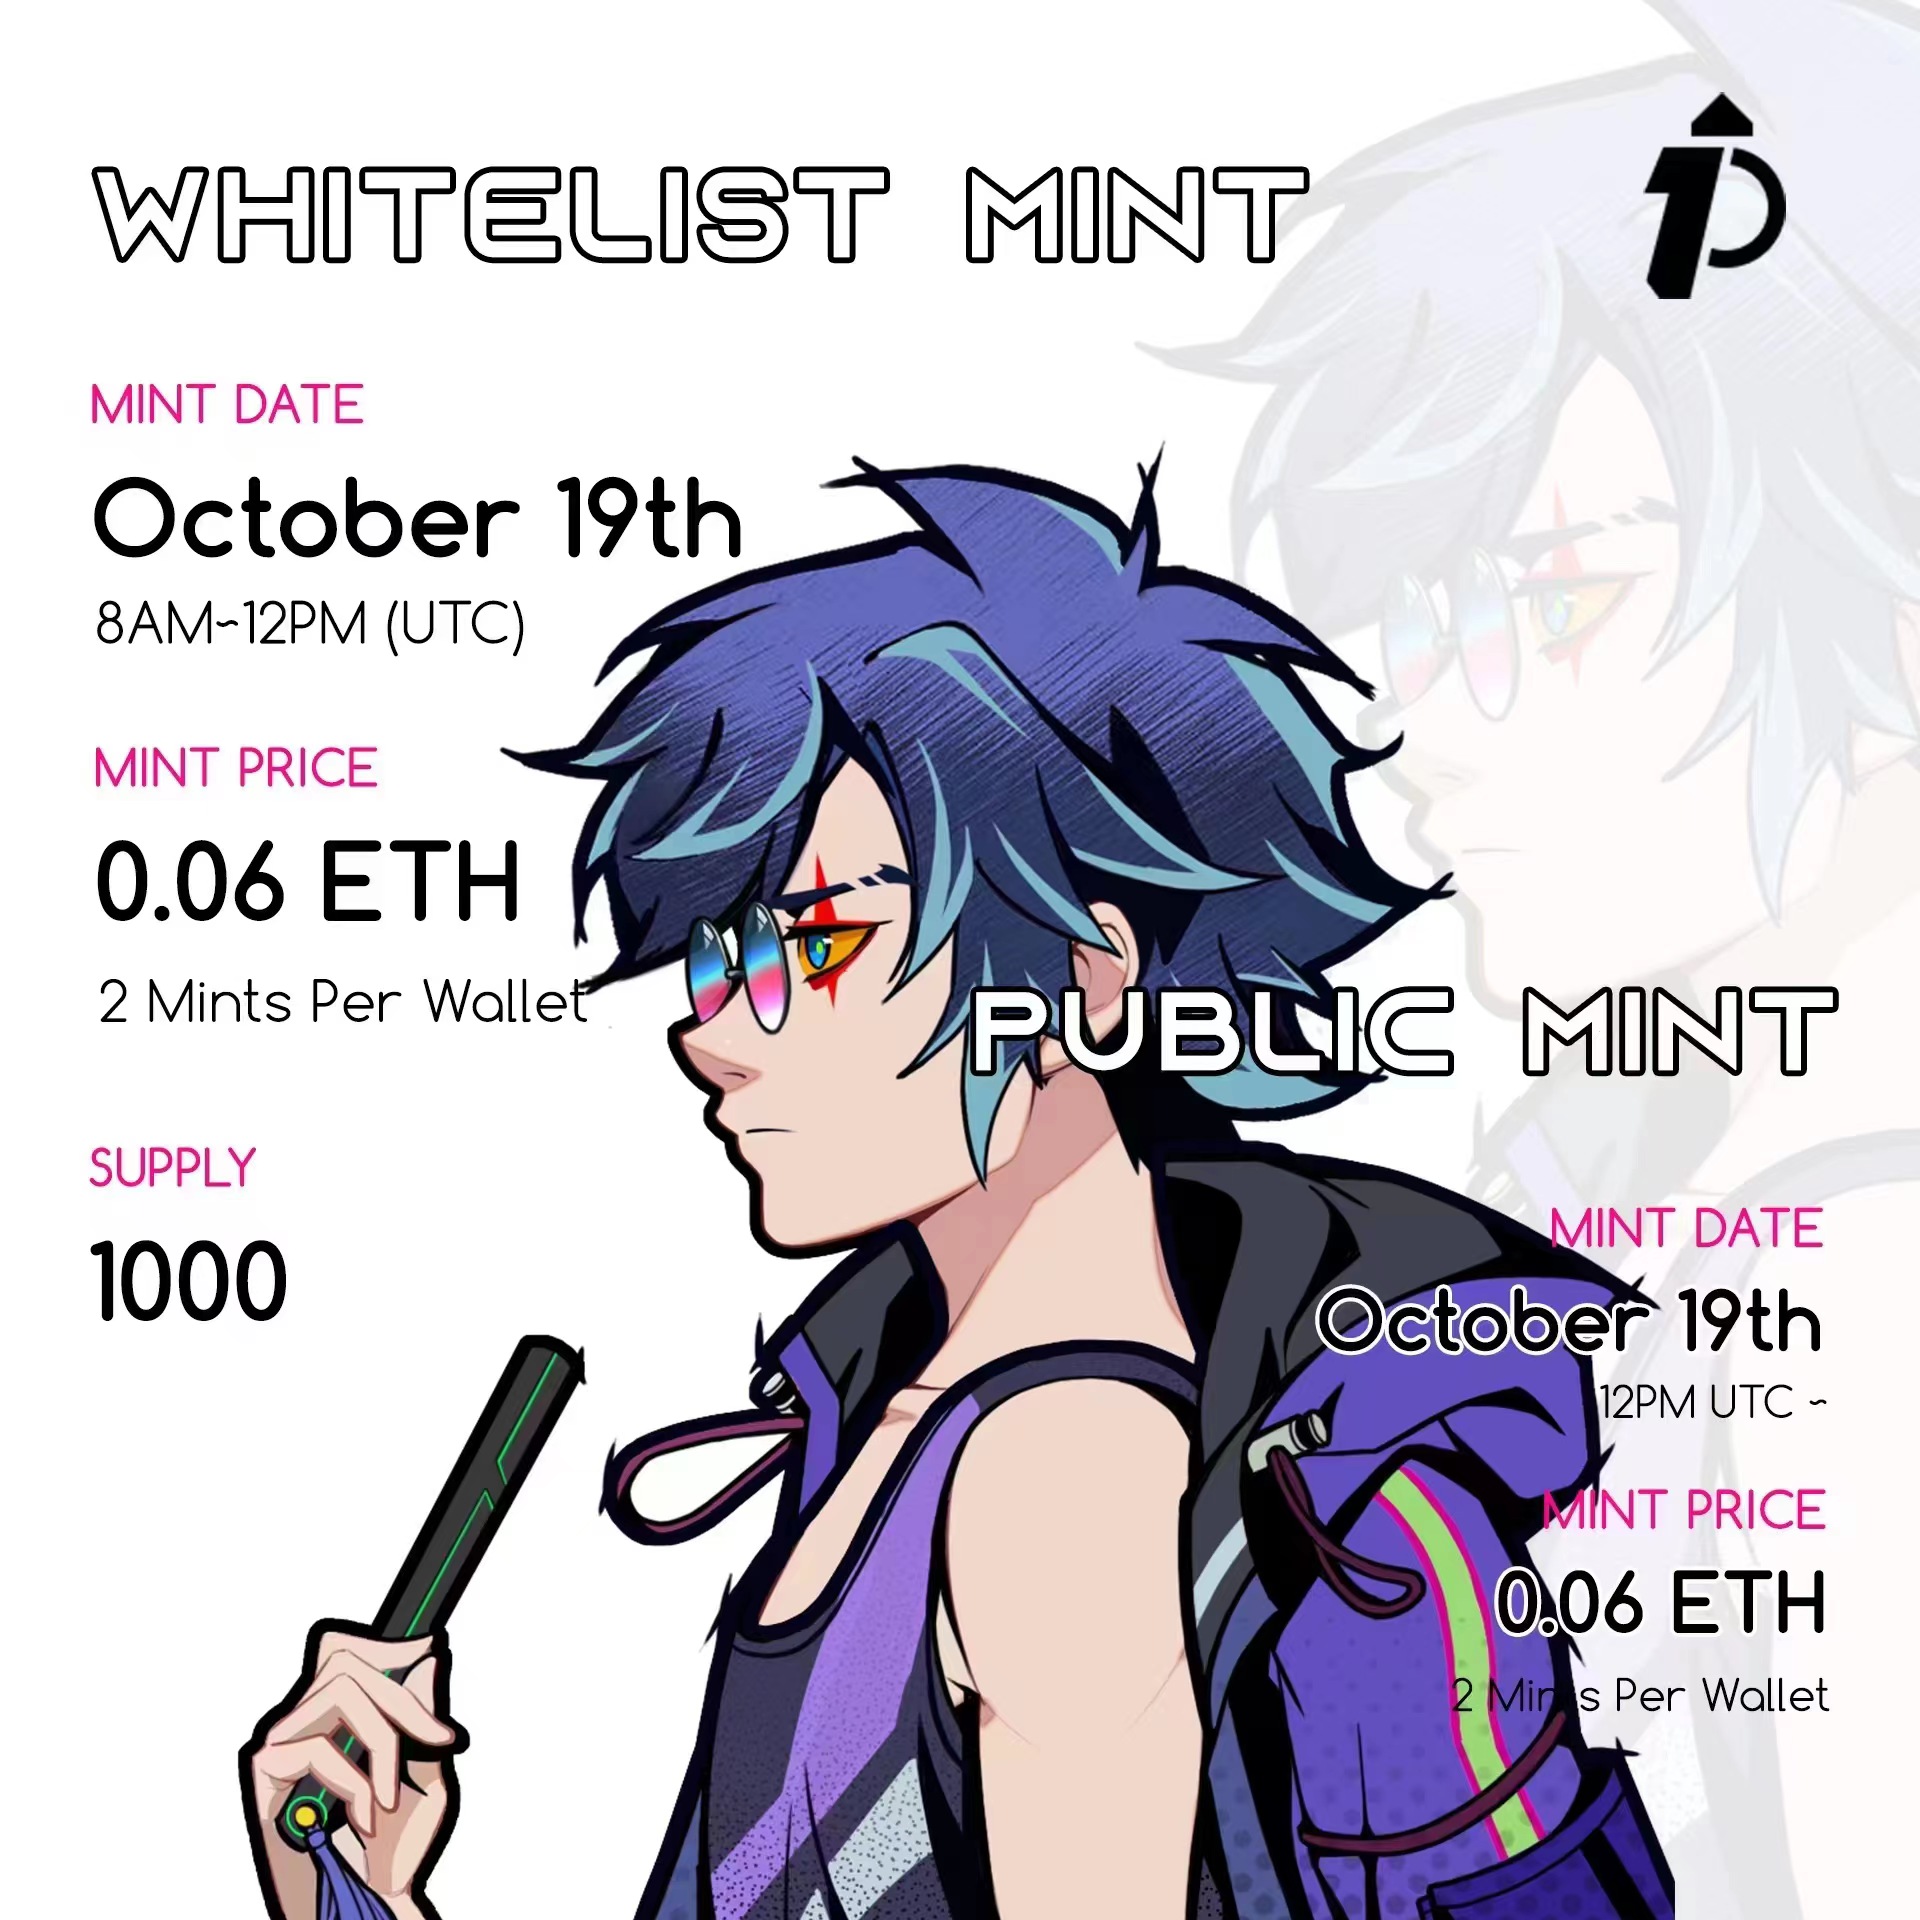 WHITELIST MINT
MINT DATE
October 19th
8AM~12PM (UTC)
MINT PRICE
0.06 ETH
2 Mints Per Wallet
SUPPLY
1000
PUBLIC MINT
MINT DATE
October 19th
12PM UTC ~
MINT PRICE
0.06 ETH
2 Mints Per Wallet